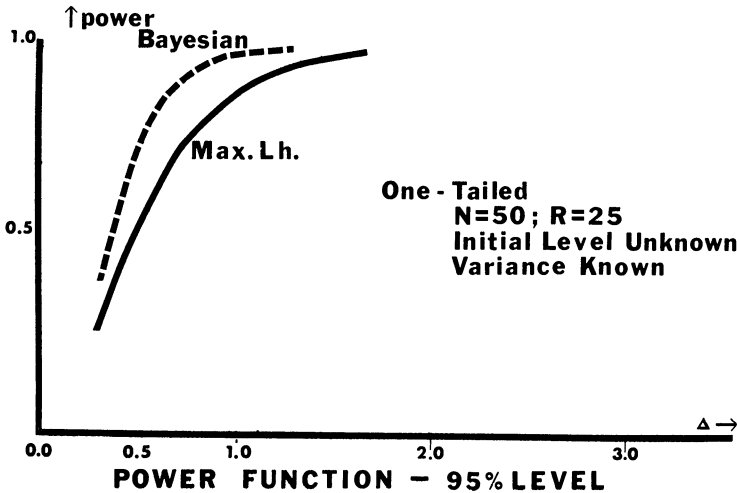 ↑power
1.0
Bayesian
Max. Lh.
One - Tailed
N=50 ; R=25
0.5
Initial Level Unknown
Variance Known
Δ →
0.0 0.5 1.0 2.0 3.0
POWER FUNCTION — 95% LEVEL